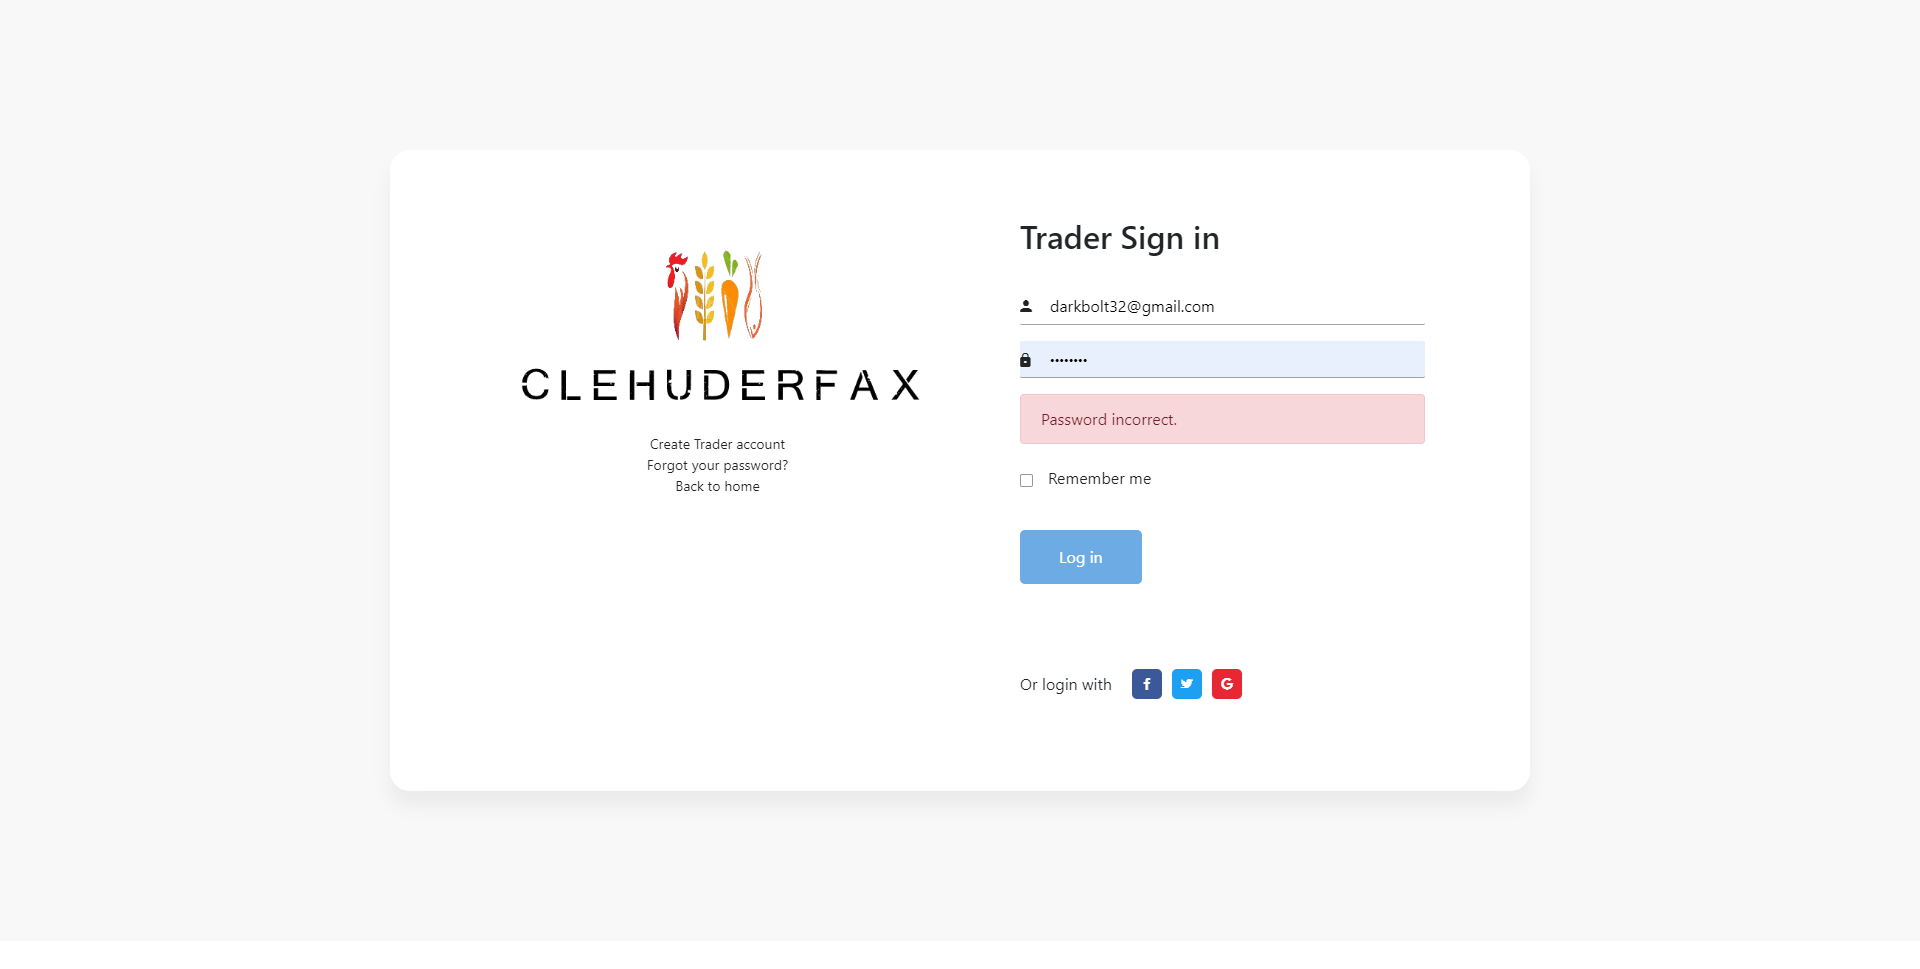 CLEHUDERFAX
Create Trader account
Forgot your password?
Back to home
Trader Sign in
darkbolt32@gmail.com
••••••••
Password incorrect.
Remember me
Log in
Or login with